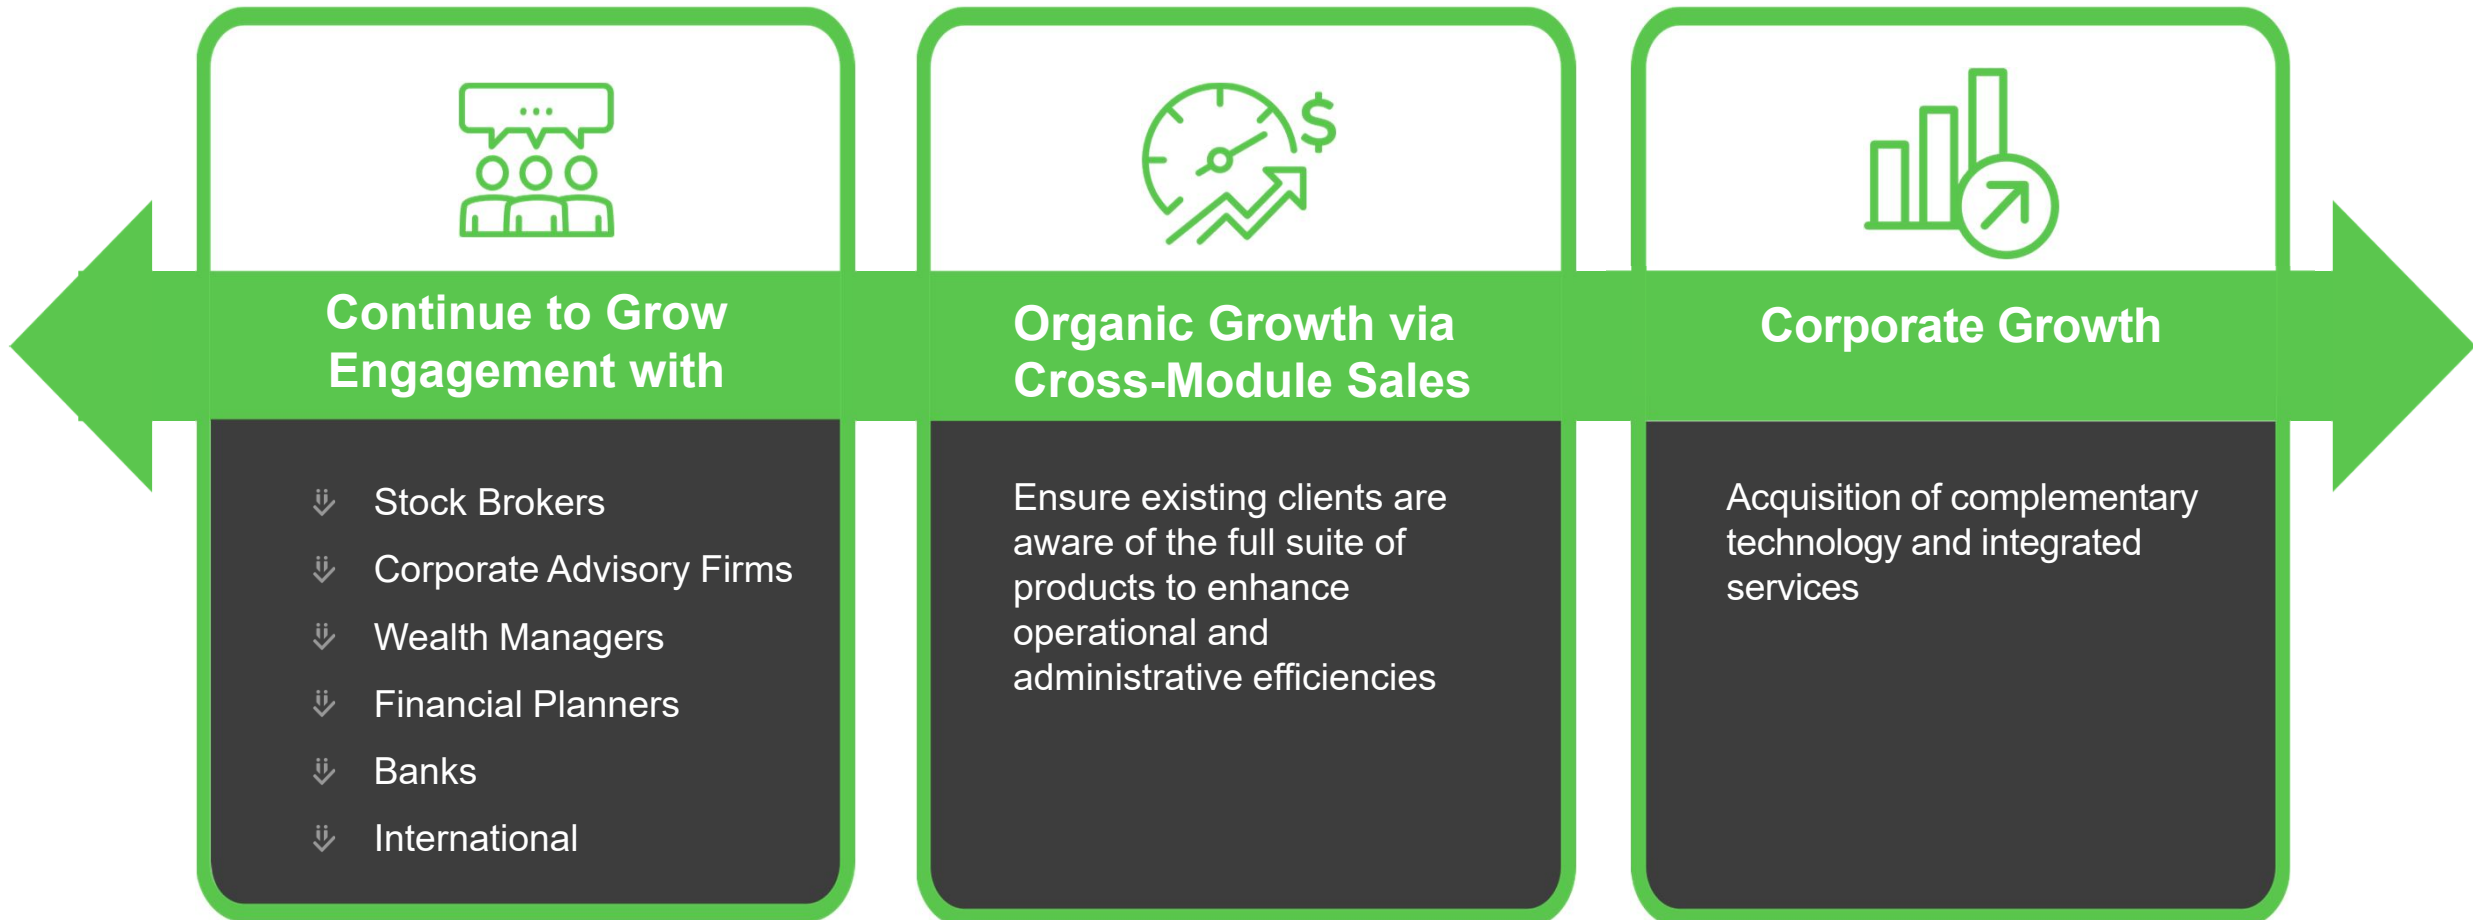 Continue to Grow
Engagement with
Stock Brokers
Corporate Advisory Firms
Wealth Managers
Financial Planners
Banks
International
$
Organic Growth via
Cross-Module Sales
Ensure existing clients are
aware of the full suite of
products to enhance
operational and
administrative efficiencies
Corporate Growth
Acquisition of complementary
technology and integrated
services